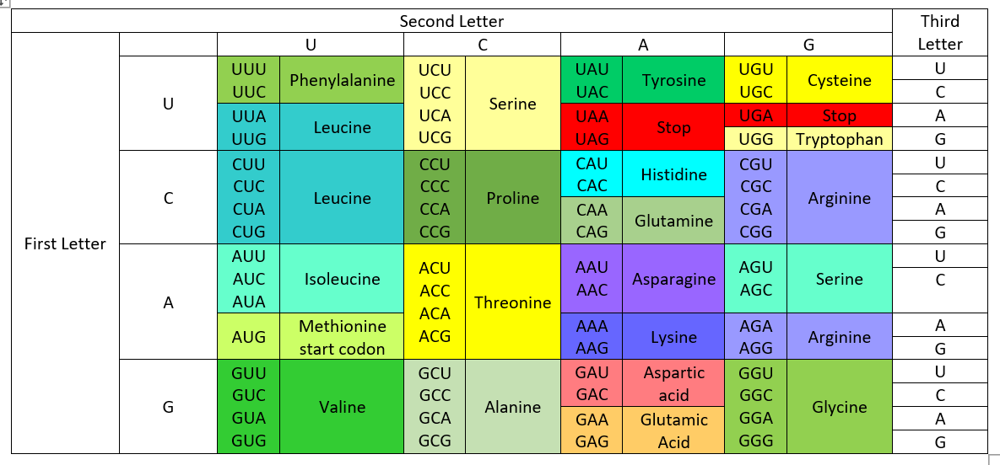 Second Letter Third Letter
U C A G
First Letter
U
UUU
UUC
Phenylalanine
UUA
UUG
Leucine
UCU
UCC
UCA
UCG
Serine
UAU
UAC
Tyrosine
UAA
UAG
Stop
UGU
UGC
Cysteine
UGA
Stop
UGG
Tryptophan
U
C
A
G
C
CUU
CUC
CUA
CUG
Leucine
CCU
CCC
CCA
CCG
Proline
CAU
CAC
Histidine
CAA
CAG
Glutamine
CGU
CGC
CGA
CGG
Arginine
U
C
A
G
A
AUU
AUC
AUA
Isoleucine
AUG
Methionine
start codon
ACU
ACC
ACA
ACG
Threonine
AAU
AAC
Asparagine
AAA
AAG
Lysine
AGU
AGC
Serine
AGA
AGG
Arginine
U
C
A
G
G
GUU
GUC
GUA
GUG
Valine
GCU
GCC
GCA
GCG
Alanine
GAU
GAC
Aspartic
acid
GAA
GAG
Glutamic
Acid
GGU
GGC
GGA
GGG
Glycine
U
C
A
G